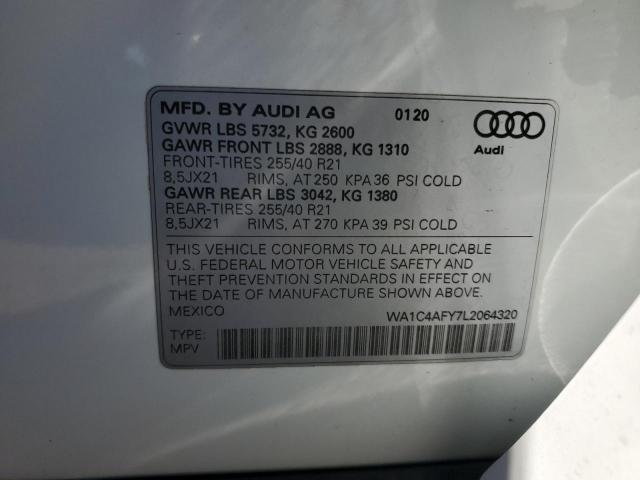 MFD. BY AUDI AG 0120
GVWR LBS 5732, KG 2600
GAWR FRONT LBS 2888, KG 1310
FRONT-TIRES 255/40 R21
8,5JX21 RIMS, AT 250 KPA 36 PSI COLD
GAWR REAR LBS 3042, KG 1380
REAR-TIRES 255/40 R21
8,5JX21 RIMS, AT 270 KPA 39 PSI COLD
Audi
THIS VEHICLE CONFORMS TO ALL APPLICABLE
U.S. FEDERAL MOTOR VEHICLE SAFETY AND
THEFT PREVENTION STANDARDS IN EFFECT ON
THE DATE OF MANUFACTURE SHOWN ABOVE.
MEXICO WA1C4AFY7L2064320
TYPE:
MPV